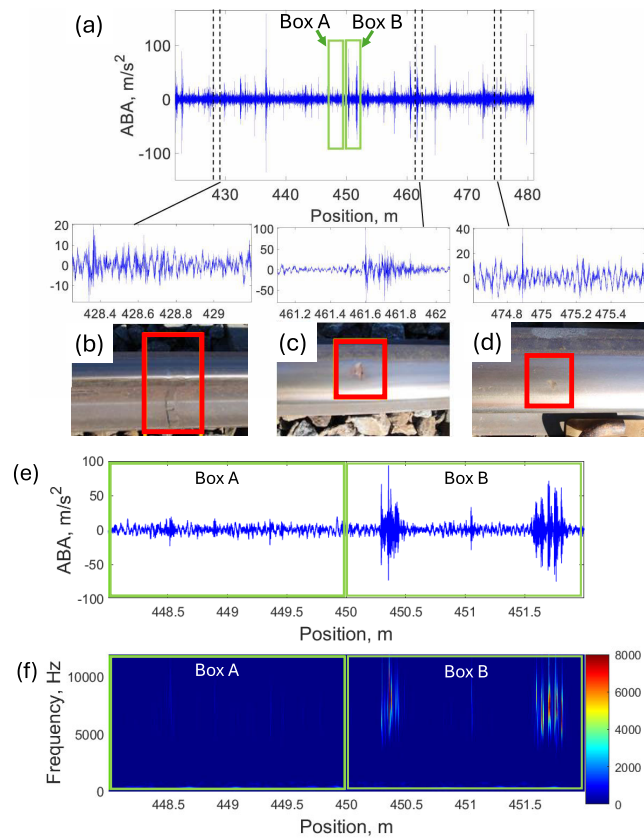 (a)
Box A Box B
ABA, m/s²
100
0
-100
430 440 450 460 470 480
Position, m
20
10
0
-10
428.4 428.6 428.8 429
100
50
0
-50
461.2 461.4 461.6 461.8 462
40
20
0
-20
474.8 475 475.2 475.4
(b) (c) (d)
(e)
ABA, m/s²
100
50
0
-50
-100
Box A Box B
448.5 449 449.5 450 450.5 451 451.5
Position, m
(f)
Frequency, Hz
10000
5000
0
Box A Box B
8000
6000
4000
2000
0
448.5 449 449.5 450 450.5 451 451.5
Position, m